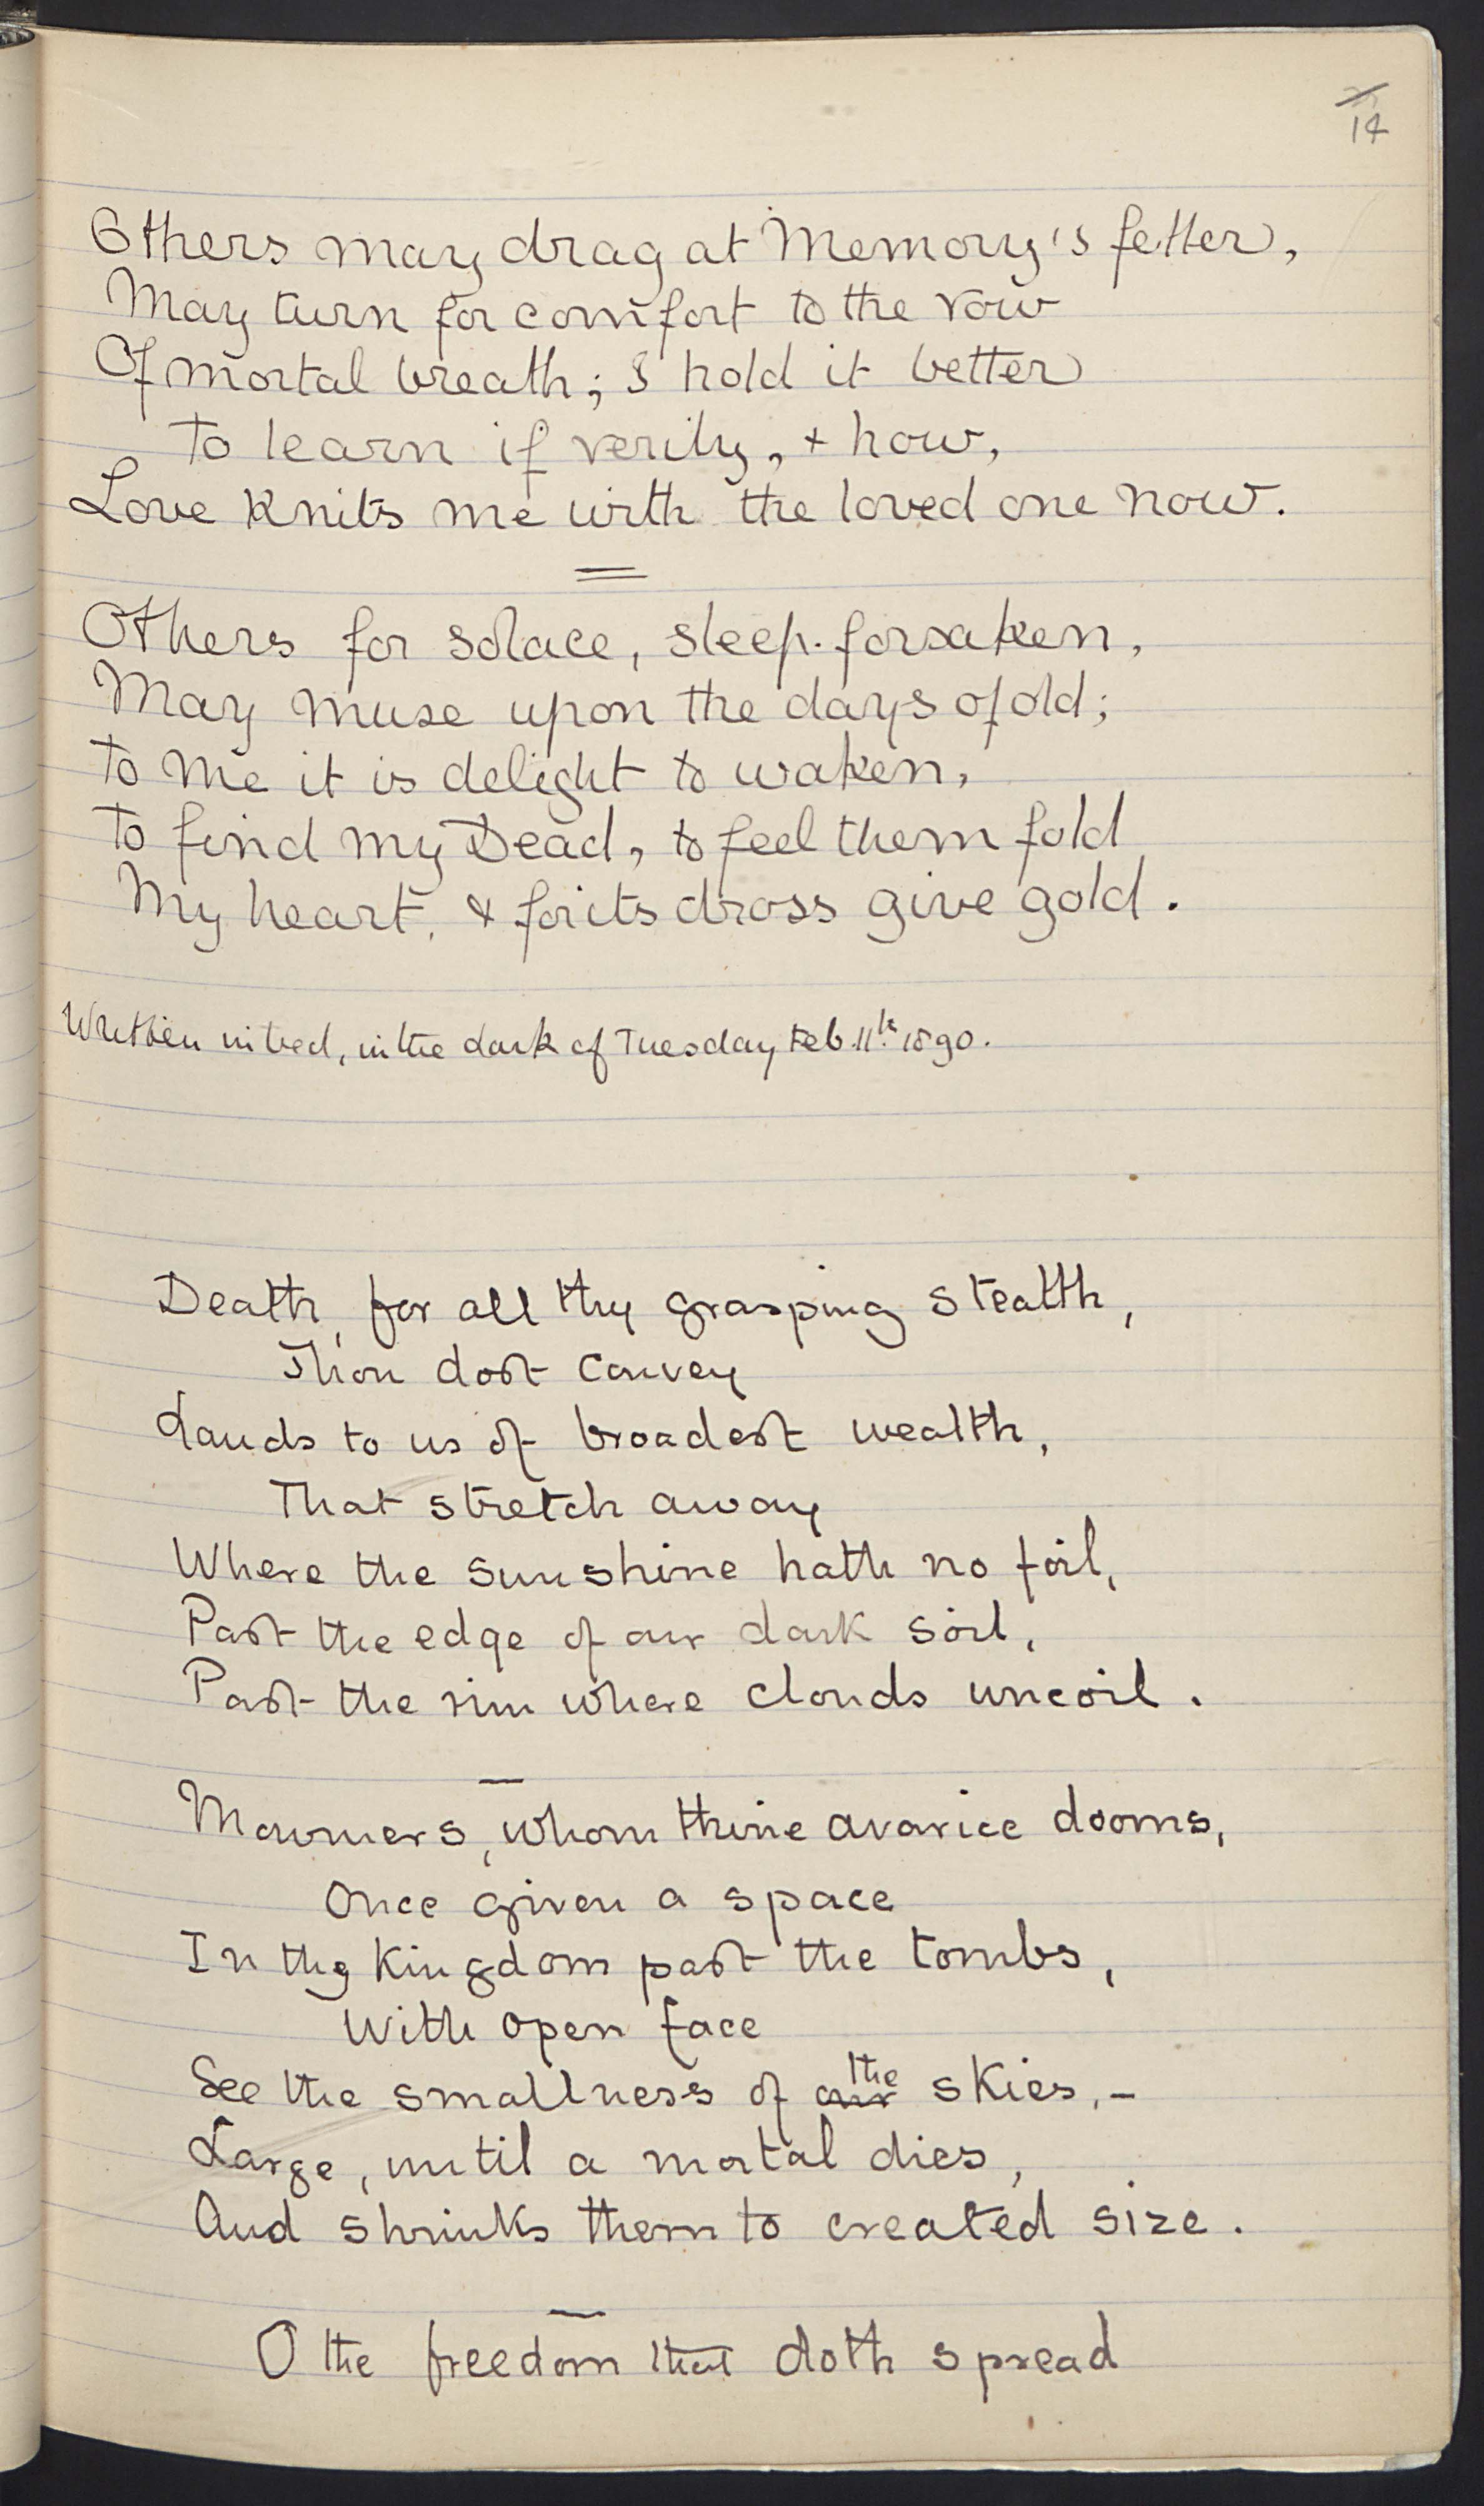 14
Others may drag at Memory's fetter,
May turn for comfort to the vow
Of mortal breath; I hold it better
To learn if verily, + how,
Love knits me with the loved one now.
Others for solace, sleep-forsaken,
May muse upon the days of old;
To me it is delight to waken,
To find my Dead, to feel them fold
My heart, & for its dross give gold.
Written in bed, in the dark of Tuesday Feb. 11th 1890.
Death, for all thy grasping stealth,
Thou dost convey
Lands to us of broadest wealth,
That stretch away
Where the sunshine hath no foil,
Past the edge of our dark soil,
Past the rim where clouds uncoil.
Mourners, whom thine avarice dooms,
Once given a space
In thy kingdom past the tombs,
With open face
See the smallness of our the skies, –
Large, until a mortal dies,
And shrinks them to created size.
O the freedom that doth spread